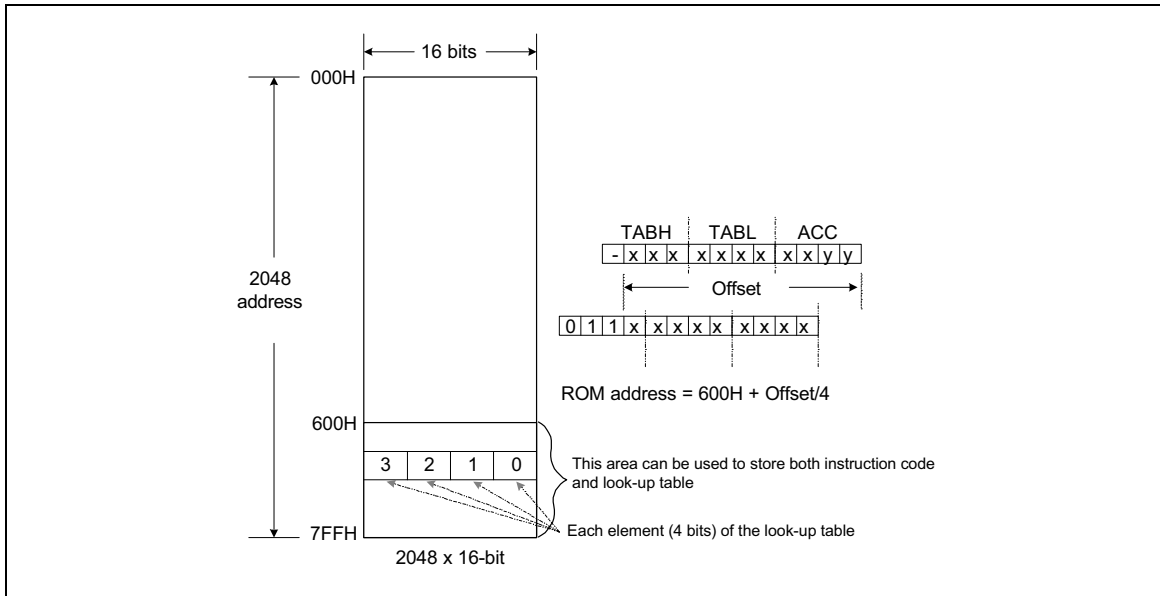 16 bits
000H
2048
address
TABH TABL ACC
- x x x x x x x x x y y
Offset
0 1 1 x x x x x x x x x
ROM address = 600H + Offset/4
600H
3 2 1 0
This area can be used to store both instruction code
and look-up table
Each element (4 bits) of the look-up table
7FFH
2048 x 16-bit